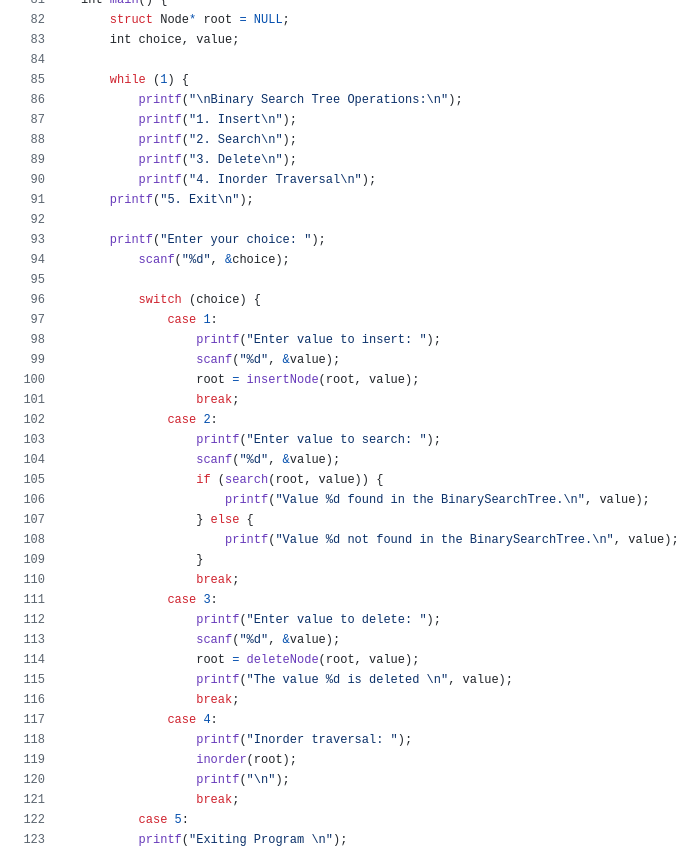 81    int main() {
82        struct Node* root = NULL;
83        int choice, value;
84
85        while (1) {
86            printf("\nBinary Search Tree Operations:\n");
87            printf("1. Insert\n");
88            printf("2. Search\n");
89            printf("3. Delete\n");
90            printf("4. Inorder Traversal\n");
91        printf("5. Exit\n");
92
93        printf("Enter your choice: ");
94            scanf("%d", &choice);
95
96            switch (choice) {
97                case 1:
98                    printf("Enter value to insert: ");
99                    scanf("%d", &value);
100                    root = insertNode(root, value);
101                    break;
102                case 2:
103                    printf("Enter value to search: ");
104                    scanf("%d", &value);
105                    if (search(root, value)) {
106                        printf("Value %d found in the BinarySearchTree.\n", value);
107                    } else {
108                        printf("Value %d not found in the BinarySearchTree.\n", value);
109                    }
110                    break;
111                case 3:
112                    printf("Enter value to delete: ");
113                    scanf("%d", &value);
114                    root = deleteNode(root, value);
115                    printf("The value %d is deleted \n", value);
116                    break;
117                case 4:
118                    printf("Inorder traversal: ");
119                    inorder(root);
120                    printf("\n");
121                    break;
122            case 5:
123            printf("Exiting Program \n");